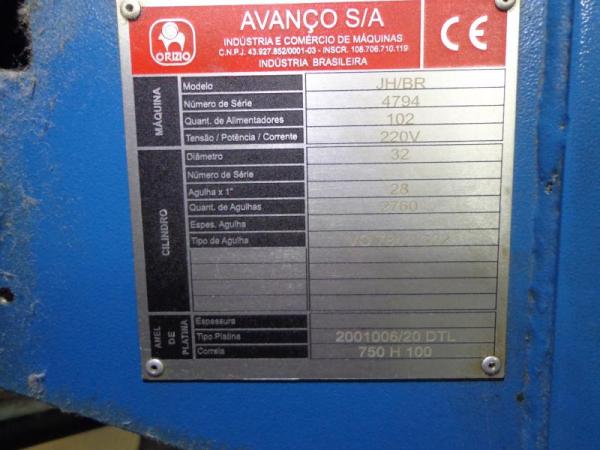 AVANÇO S/A
INDÚSTRIA E COMÉRCIO DE MÁQUINAS
C.N.P.J. 43.927.852/0001-03 - INSCR. 108.706.710.119
INDÚSTRIA BRASILEIRA
ORIZIO
CE
MÁQUINA
Modelo JH/BR
Número de Série 4794
Quant. de Alimentadores 102
Tensão / Potência / Corrente 220V
CILINDRO
Diâmetro 32
Número de Série
Agulha x 1" 28
Quant. de Agulhas 2760
Espes. Agulha
Tipo de Agulha
ANEL DE PLATINA
Espessura
Tipo Platina 2001006/20 DTL
Correia 750 H 100